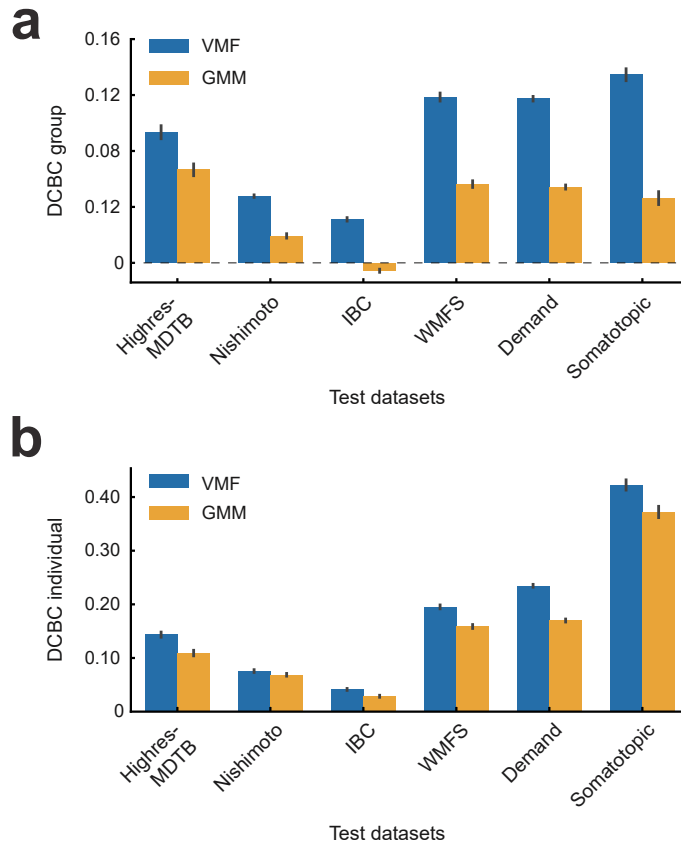 a
0.16
VMF
GMM
0.12
0.08
0.12
0
DCBC group
Highres-
MDTB
Nishimoto
IBC
WMFS
Demand
Somatotopic
Test datasets
b
VMF
GMM
0.40
0.30
0.20
0.10
0
DCBC individual
Highres-
MDTB
Nishimoto
IBC
WMFS
Demand
Somatotopic
Test datasets